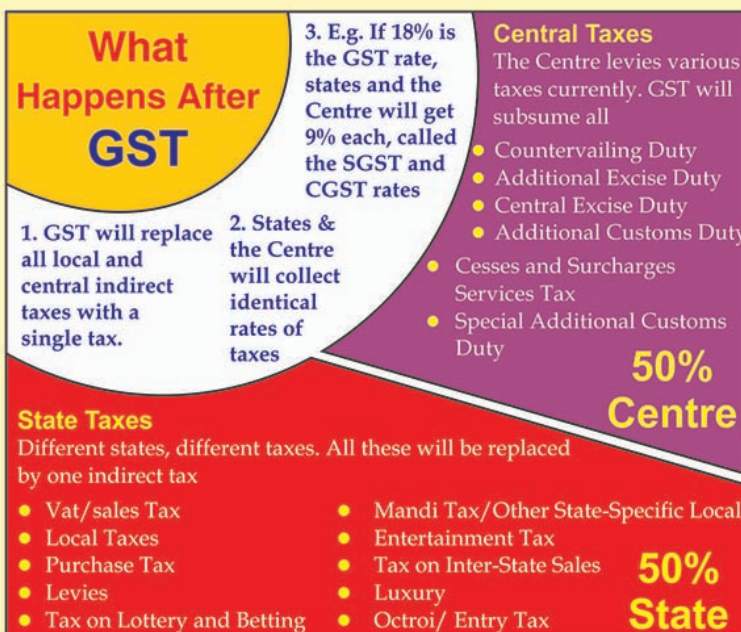 What
Happens After
GST
1. GST will replace
all local and
central indirect
taxes with a
single tax.
2. States &
the Centre
will collect
identical
rates of
taxes
3. E.g. If 18% is
the GST rate,
states and the
Centre will get
9% each, called
the SGST and
CGST rates
Central Taxes
The Centre levies various
taxes currently. GST will
subsume all
• Countervailing Duty
• Additional Excise Duty
• Central Excise Duty
• Additional Customs Duty
• Cesses and Surcharges
Services Tax
• Special Additional Customs
Duty
50%
Centre
State Taxes
Different states, different taxes. All these will be replaced
by one indirect tax
• Vat/sales Tax
• Local Taxes
• Purchase Tax
• Levies
• Tax on Lottery and Betting
• Mandi Tax/Other State-Specific Local
• Entertainment Tax
• Tax on Inter-State Sales
• Luxury
• Octroi/ Entry Tax
50%
State